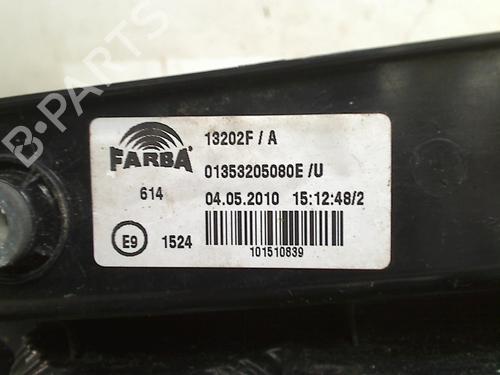 B-PARTS
FARBA
13202F / A
01353205080E /U
614
04.05.2010 15:12:48/2
E9
1524
101510839